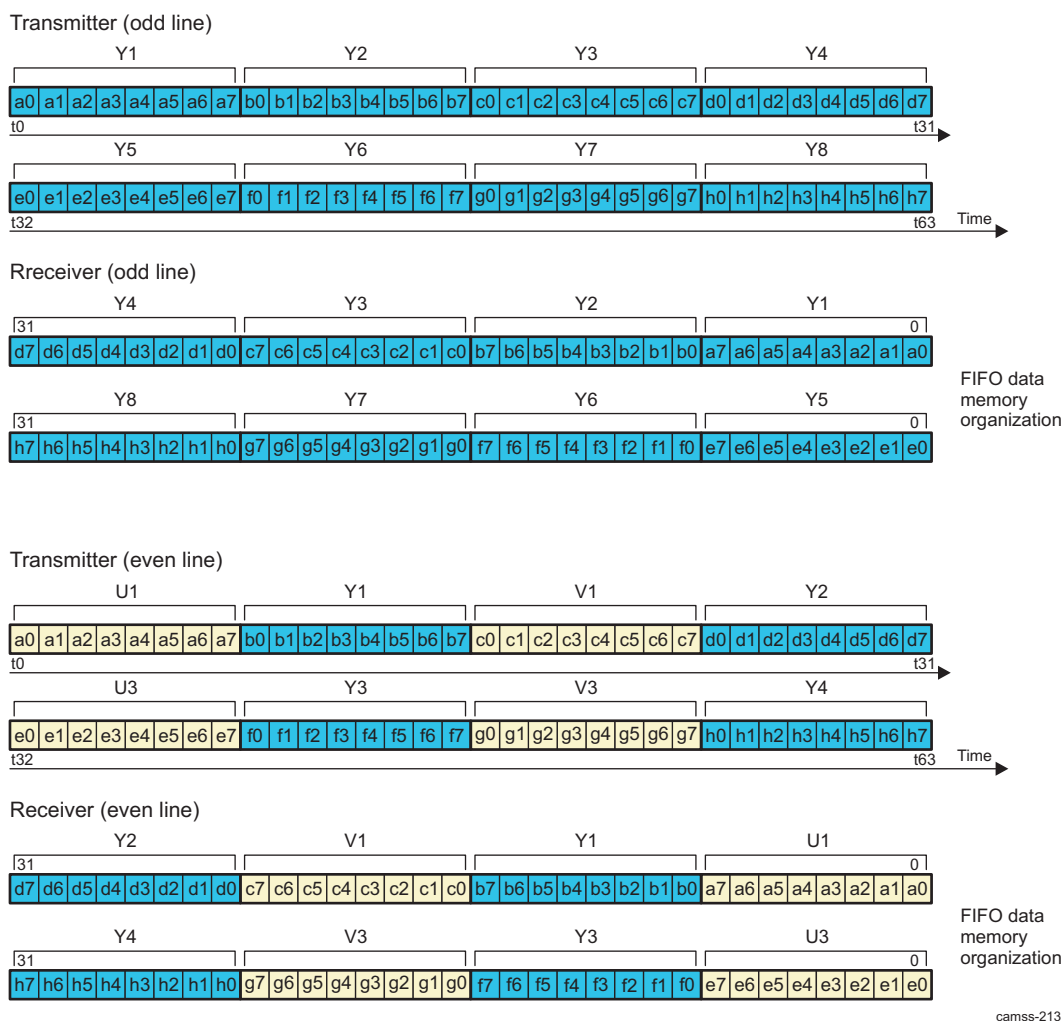 Transmitter (odd line)
Y1 Y2 Y3 Y4
a0 a1 a2 a3 a4 a5 a6 a7 b0 b1 b2 b3 b4 b5 b6 b7 c0 c1 c2 c3 c4 c5 c6 c7 d0 d1 d2 d3 d4 d5 d6 d7
t0 t31
Y5 Y6 Y7 Y8
e0 e1 e2 e3 e4 e5 e6 e7 f0 f1 f2 f3 f4 f5 f6 f7 g0 g1 g2 g3 g4 g5 g6 g7 h0 h1 h2 h3 h4 h5 h6 h7
t32 t63 Time
Rreceiver (odd line)
Y4 Y3 Y2 Y1
31 0
d7 d6 d5 d4 d3 d2 d1 d0 c7 c6 c5 c4 c3 c2 c1 c0 b7 b6 b5 b4 b3 b2 b1 b0 a7 a6 a5 a4 a3 a2 a1 a0
Y8 Y7 Y6 Y5
31 0
h7 h6 h5 h4 h3 h2 h1 h0 g7 g6 g5 g4 g3 g2 g1 g0 f7 f6 f5 f4 f3 f2 f1 f0 e7 e6 e5 e4 e3 e2 e1 e0
FIFO data
memory
organization
Transmitter (even line)
U1 Y1 V1 Y2
a0 a1 a2 a3 a4 a5 a6 a7 b0 b1 b2 b3 b4 b5 b6 b7 c0 c1 c2 c3 c4 c5 c6 c7 d0 d1 d2 d3 d4 d5 d6 d7
t0 t31
U3 Y3 V3 Y4
e0 e1 e2 e3 e4 e5 e6 e7 f0 f1 f2 f3 f4 f5 f6 f7 g0 g1 g2 g3 g4 g5 g6 g7 h0 h1 h2 h3 h4 h5 h6 h7
t32 t63 Time
Receiver (even line)
Y2 V1 Y1 U1
31 0
d7 d6 d5 d4 d3 d2 d1 d0 c7 c6 c5 c4 c3 c2 c1 c0 b7 b6 b5 b4 b3 b2 b1 b0 a7 a6 a5 a4 a3 a2 a1 a0
Y4 V3 Y3 U3
31 0
h7 h6 h5 h4 h3 h2 h1 h0 g7 g6 g5 g4 g3 g2 g1 g0 f7 f6 f5 f4 f3 f2 f1 f0 e7 e6 e5 e4 e3 e2 e1 e0
FIFO data
memory
organization
camss-213